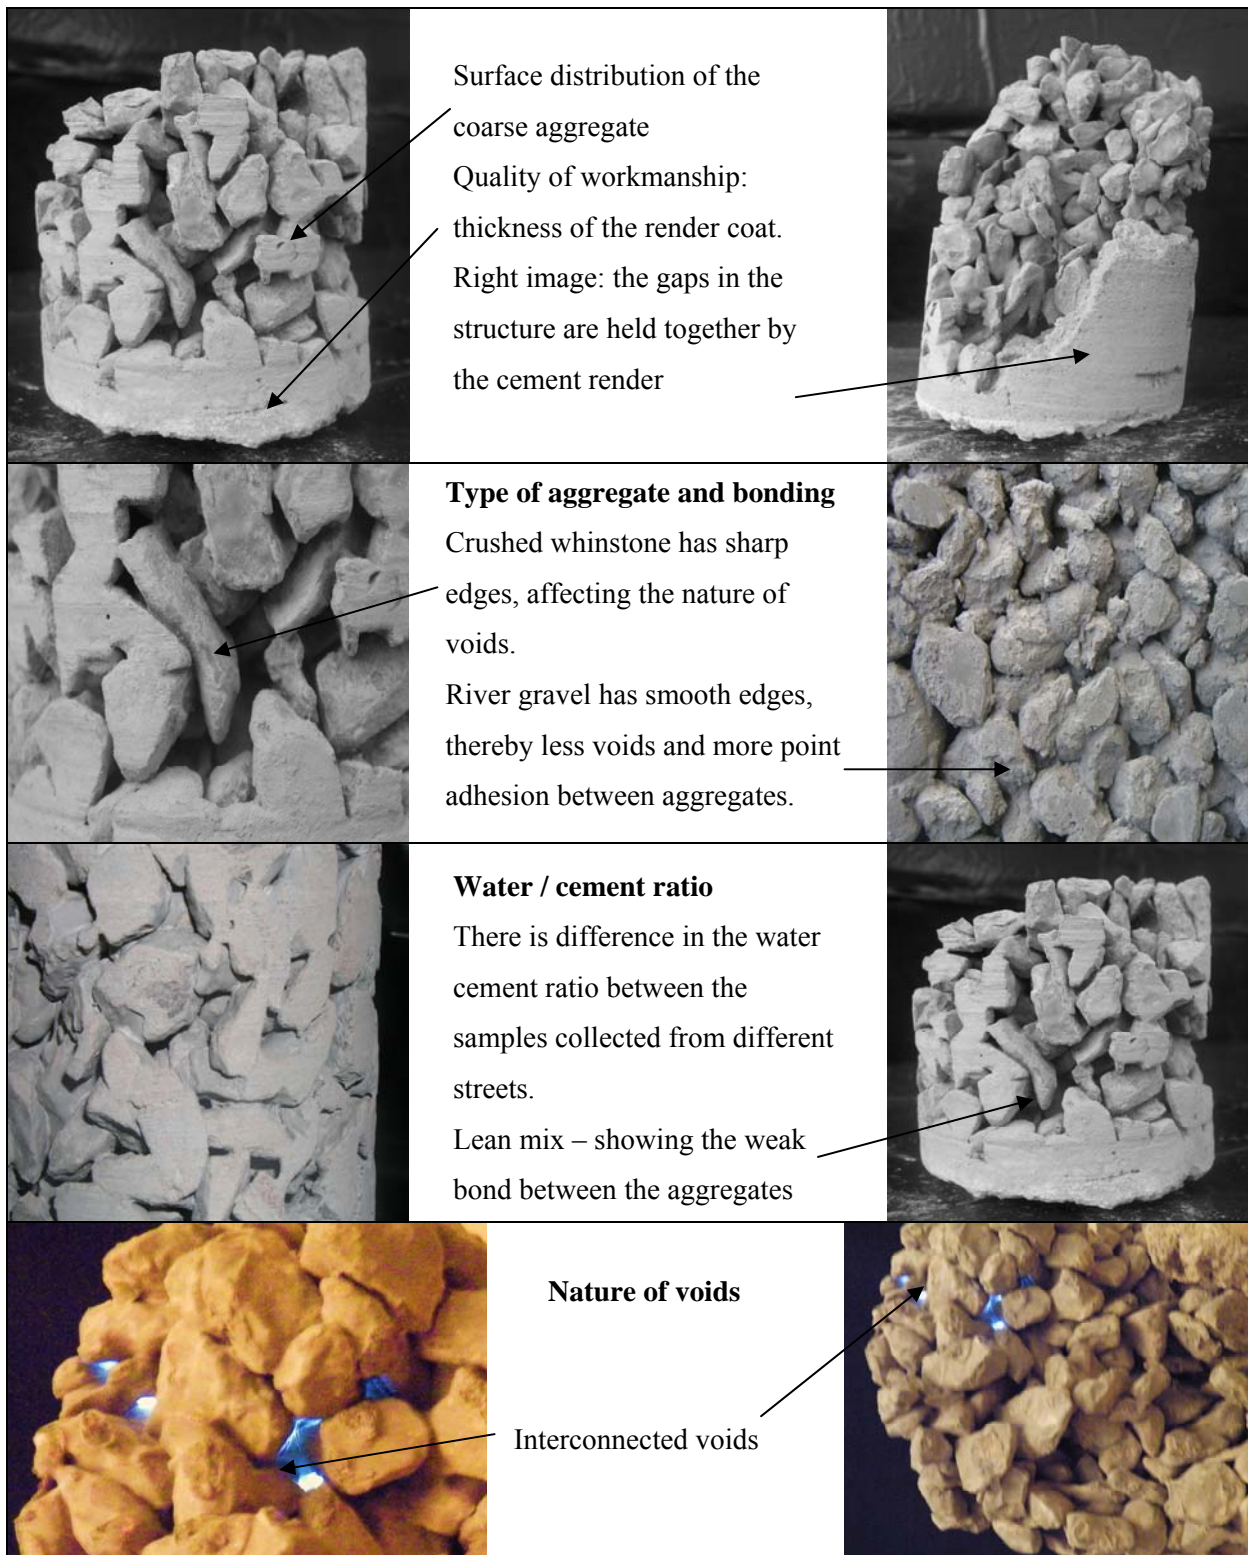 Surface distribution of the
coarse aggregate
Quality of workmanship:
thickness of the render coat.
Right image: the gaps in the
structure are held together by
the cement render
Type of aggregate and bonding
Crushed whinstone has sharp
edges, affecting the nature of
voids.
River gravel has smooth edges,
thereby less voids and more point
adhesion between aggregates.
Water / cement ratio
There is difference in the water
cement ratio between the
samples collected from different
streets.
Lean mix – showing the weak
bond between the aggregates
Nature of voids
Interconnected voids